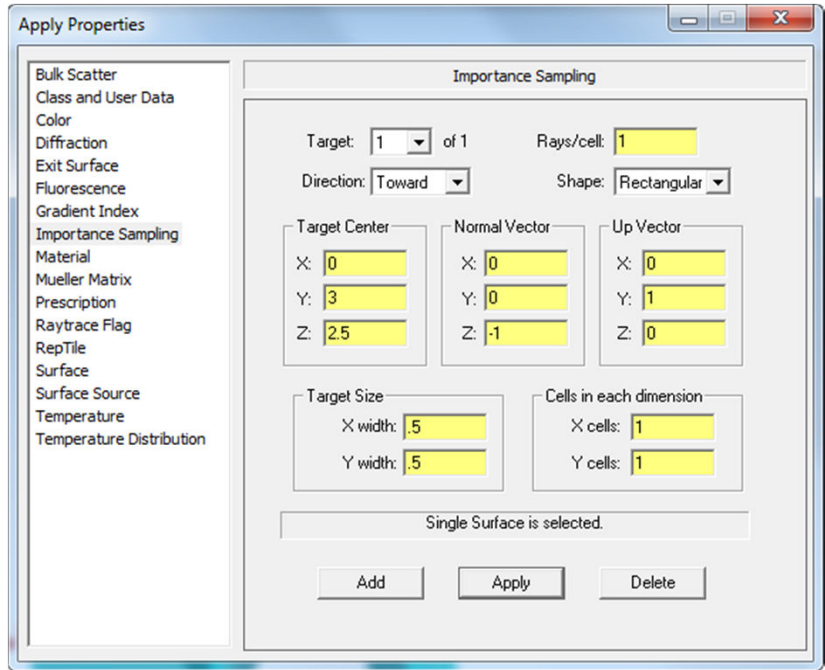 Apply Properties
Bulk Scatter
Class and User Data
Color
Diffraction
Exit Surface
Fluorescence
Gradient Index
Importance Sampling
Material
Mueller Matrix
Prescription
Raytrace Flag
RepTile
Surface
Surface Source
Temperature
Temperature Distribution
Importance Sampling
Target: 1 of 1 Rays/cell: 1
Direction: Toward Shape: Rectangular
Target Center Normal Vector Up Vector
X: 0 X: 0 X: 0
Y: 3 Y: 0 Y: 1
Z: 2.5 Z: -1 Z: 0
Target Size Cells in each dimension
X width: .5 X cells: 1
Y width: .5 Y cells: 1
Single Surface is selected.
Add Apply Delete